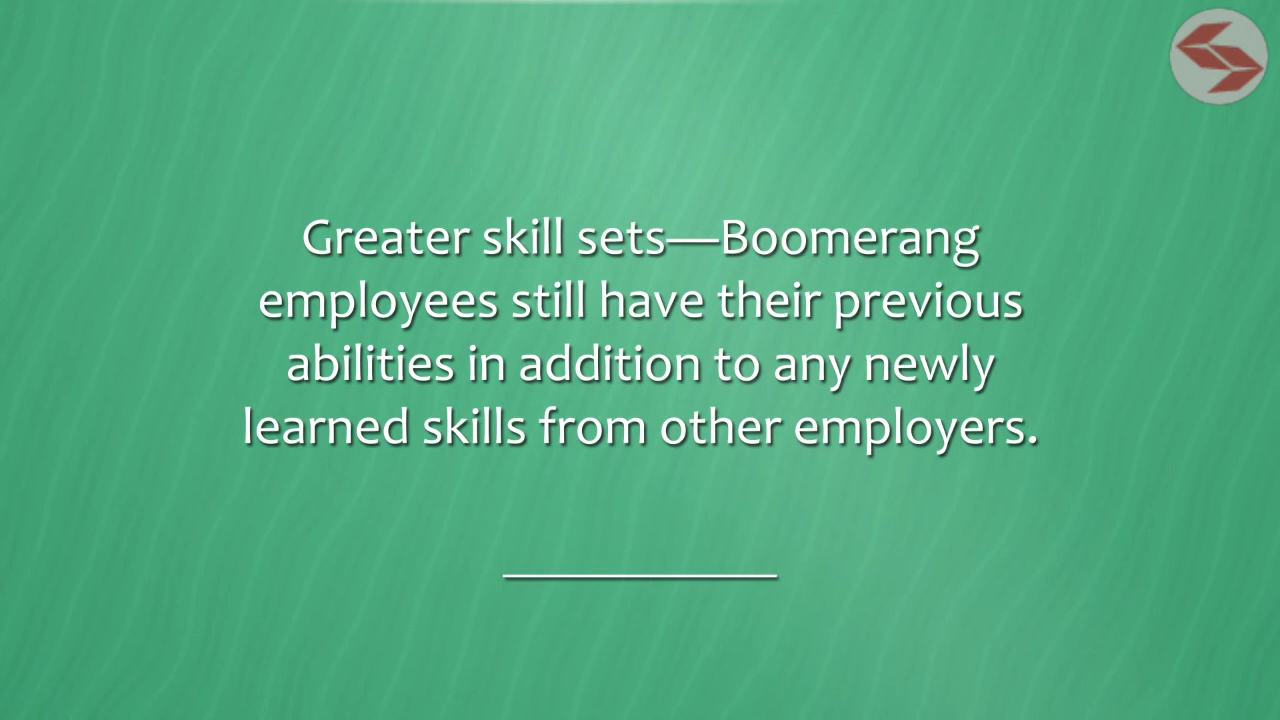 Greater skill sets—Boomerang
employees still have their previous
abilities in addition to any newly
learned skills from other employers.